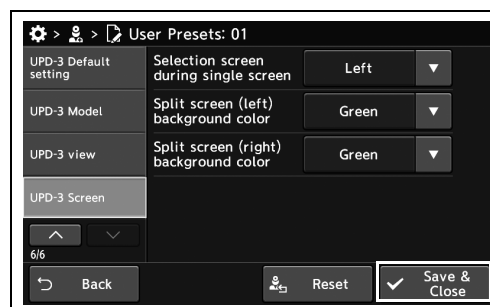 > > User Presets: 01
UPD-3 Default
setting
Selection screen
during single screen
Left
UPD-3 Model
Split screen (left)
background color
Green
UPD-3 view
Split screen (right)
background color
Green
UPD-3 Screen
6/6
Back
Reset
Save &
Close